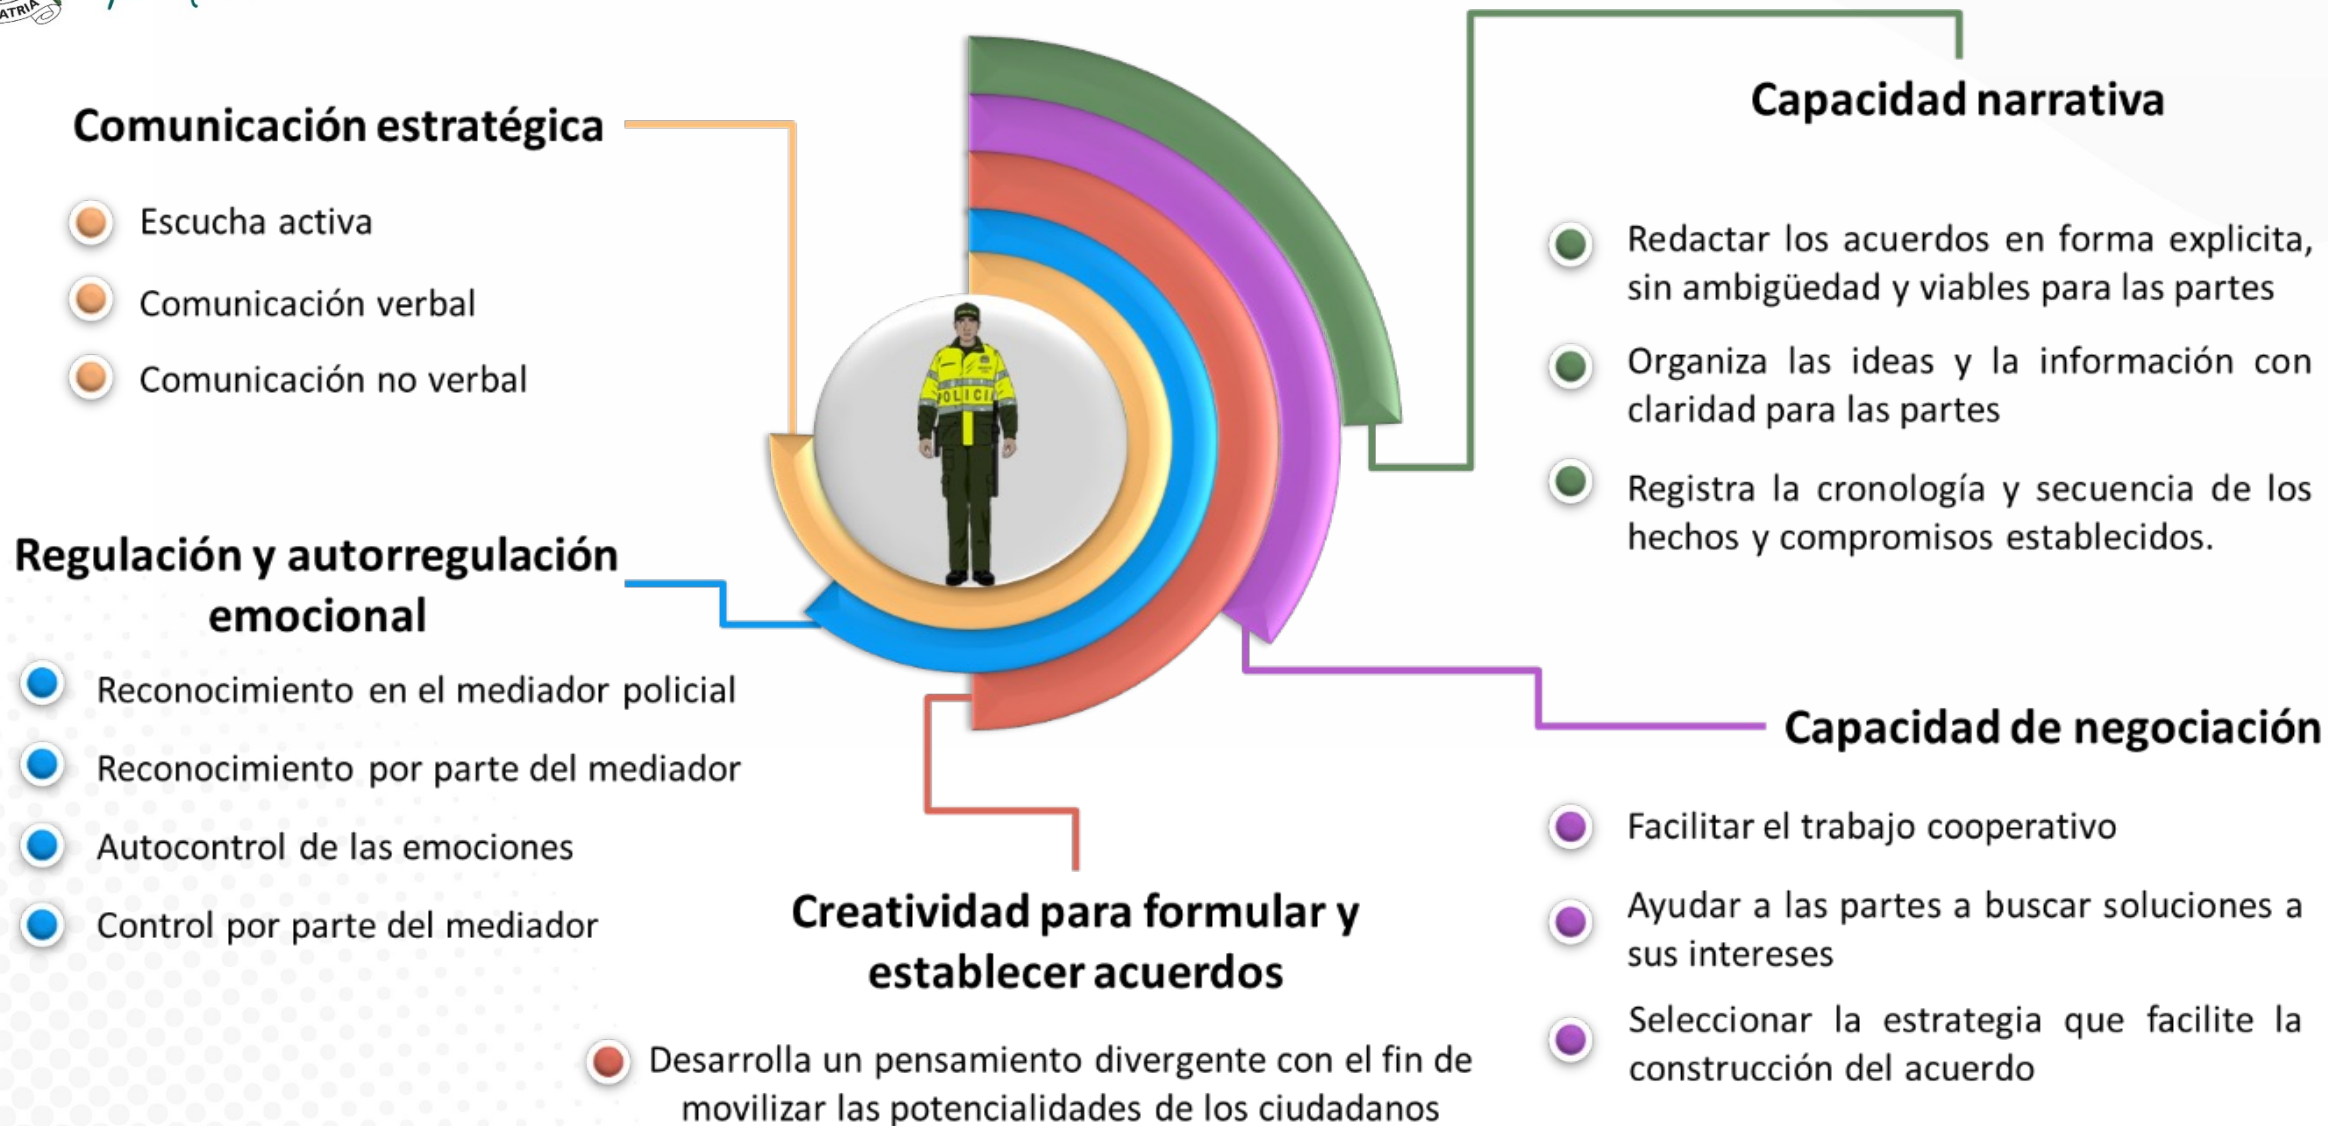 ATRIA
Comunicación estratégica
Escucha activa
Comunicación verbal
Comunicación no verbal
Regulación y autorregulación
emocional
Reconocimiento en el mediador policial
Reconocimiento por parte del mediador
Autocontrol de las emociones
Control por parte del mediador
Creatividad para formular y
establecer acuerdos
Desarrolla un pensamiento divergente con el fin de
movilizar las potencialidades de los ciudadanos
Capacidad narrativa
Redactar los acuerdos en forma explicita,
sin ambigüedad y viables para las partes
Organiza las ideas y la información con
claridad para las partes
Registra la cronología y secuencia de los
hechos y compromisos establecidos.
Capacidad de negociación
Facilitar el trabajo cooperativo
Ayudar a las partes a buscar soluciones a
sus intereses
Seleccionar la estrategia que facilite la
construcción del acuerdo
POLICI